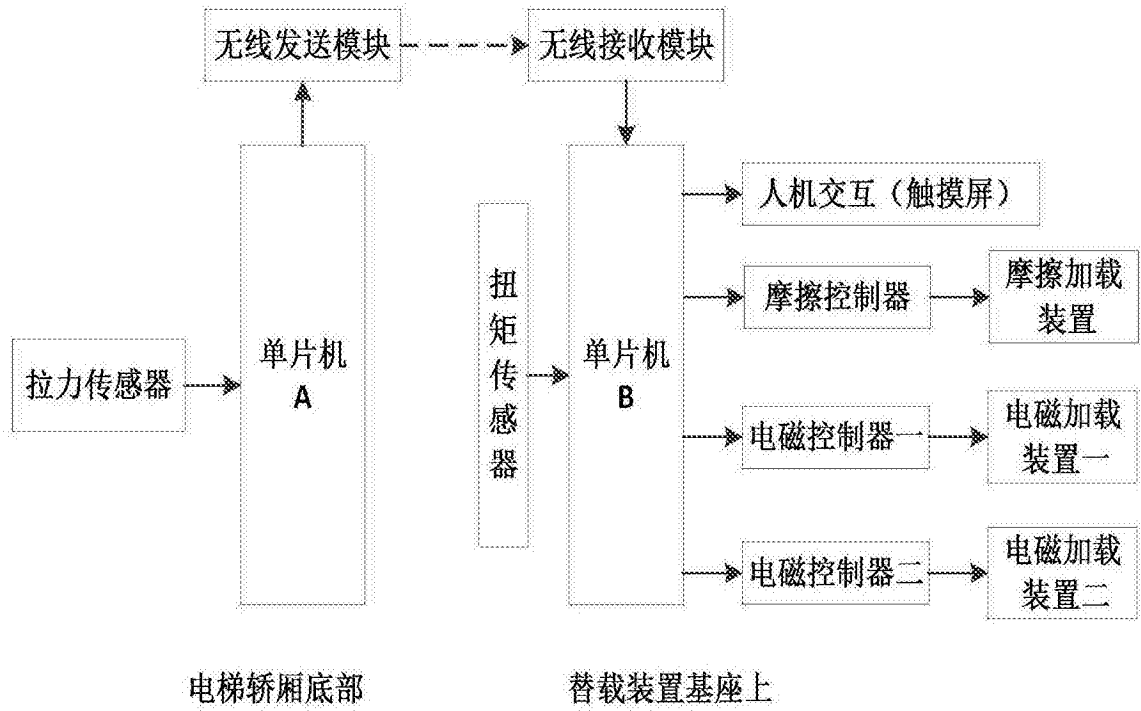 无线发送模块
无线接收模块
人机交互（触摸屏）
扭矩传感器
摩擦控制器
摩擦加载
装置
拉力传感器
单片机
A
单片机
B
电磁控制器一
电磁加载
装置一
电磁控制器二
电磁加载
装置二
电梯轿厢底部
替载装置基座上